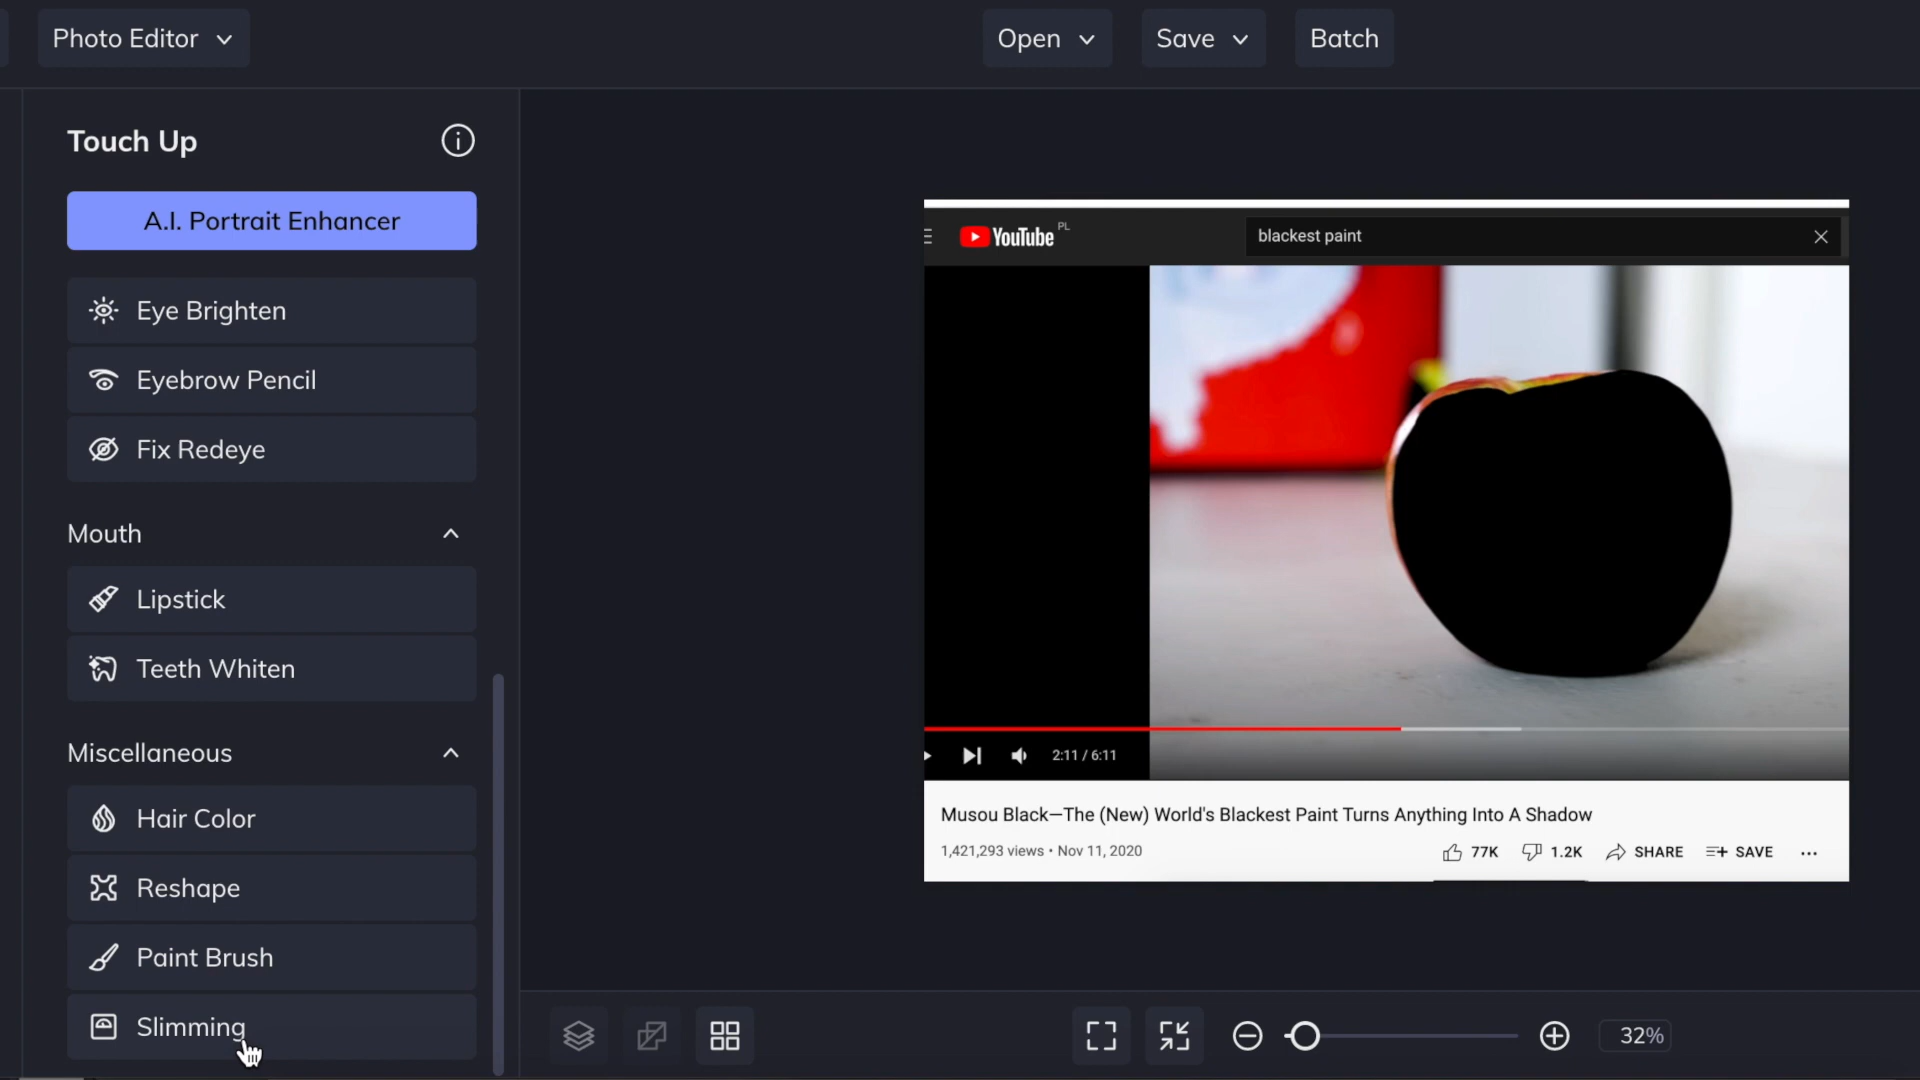 Photo Editor
Open
Save
Batch
Touch Up
A.I. Portrait Enhancer
Eye Brighten
Eyebrow Pencil
Fix Redeye
Mouth
Lipstick
Teeth Whiten
Miscellaneous
Hair Color
Reshape
Paint Brush
Slimming
YouTube PL
blackest paint
2:11 / 6:11
Musou Black—The (New) World's Blackest Paint Turns Anything Into A Shadow
1,421,293 views • Nov 11, 2020
77K 1.2K SHARE SAVE ...
32%